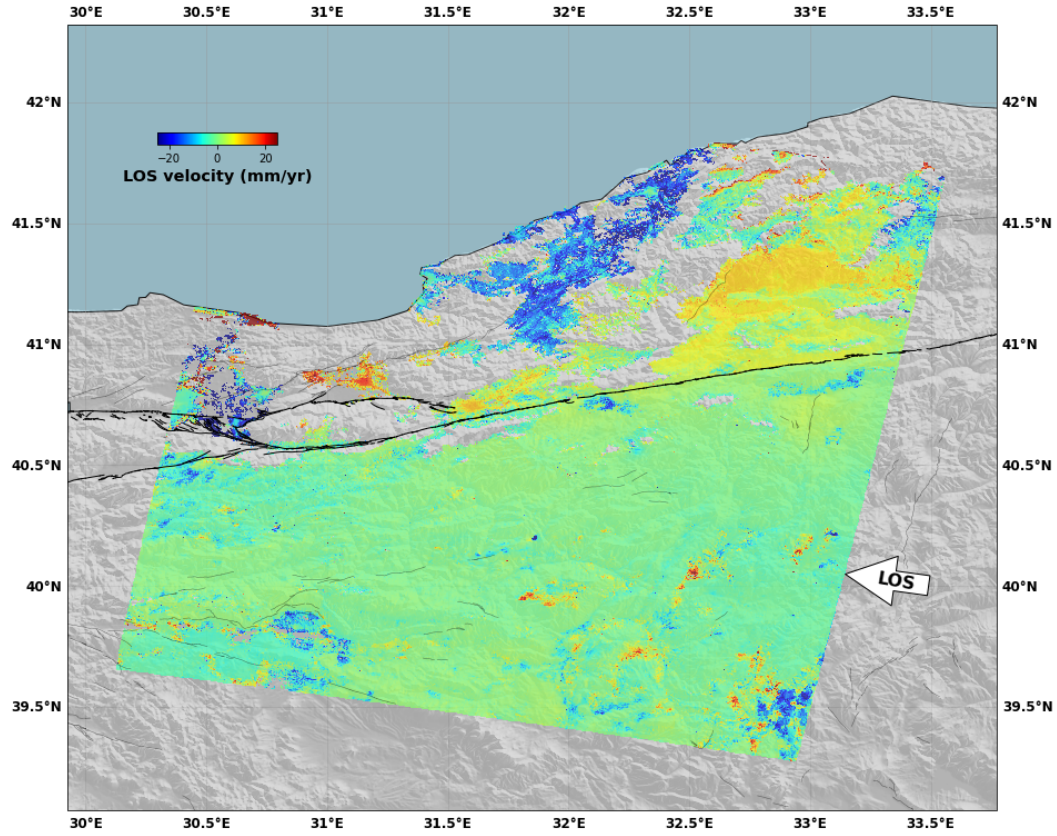 30°E 30.5°E 31°E 31.5°E 32°E 32.5°E 33°E 33.5°E
42°N 42°N
−20 0 20
LOS velocity (mm/yr)
41.5°N 41.5°N
41°N 41°N
40.5°N 40.5°N
LOS
40°N 40°N
39.5°N 39.5°N
30°E 30.5°E 31°E 31.5°E 32°E 32.5°E 33°E 33.5°E